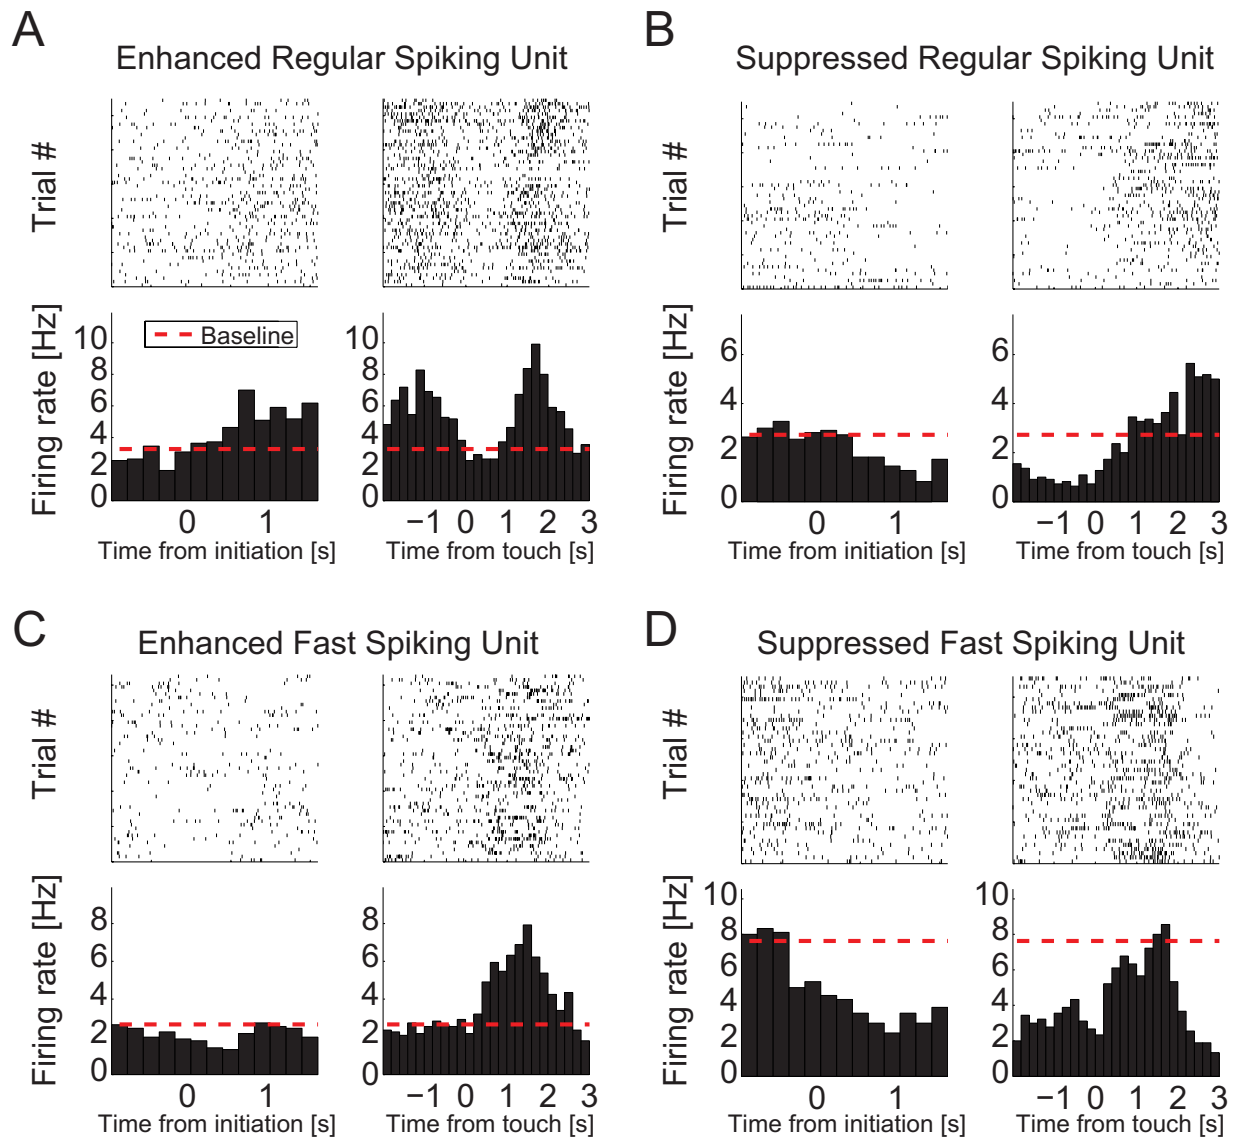 A
Enhanced Regular Spiking Unit
B
Suppressed Regular Spiking Unit
Trial #
Trial #
Firing rate [Hz]
10
8
6
4
2
0
Baseline
10
8
6
4
2
0
Firing rate [Hz]
6
4
2
0
6
4
2
0
0 1
−1 0 1 2 3
0 1
−1 0 1 2 3
Time from initiation [s]
Time from touch [s]
Time from initiation [s]
Time from touch [s]
C
Enhanced Fast Spiking Unit
D
Suppressed Fast Spiking Unit
Trial #
Trial #
Firing rate [Hz]
8
6
4
2
0
8
6
4
2
0
Firing rate [Hz]
10
8
6
4
2
0
10
8
6
4
2
0
0 1
−1 0 1 2 3
0 1
−1 0 1 2 3
Time from initiation [s]
Time from touch [s]
Time from initiation [s]
Time from touch [s]